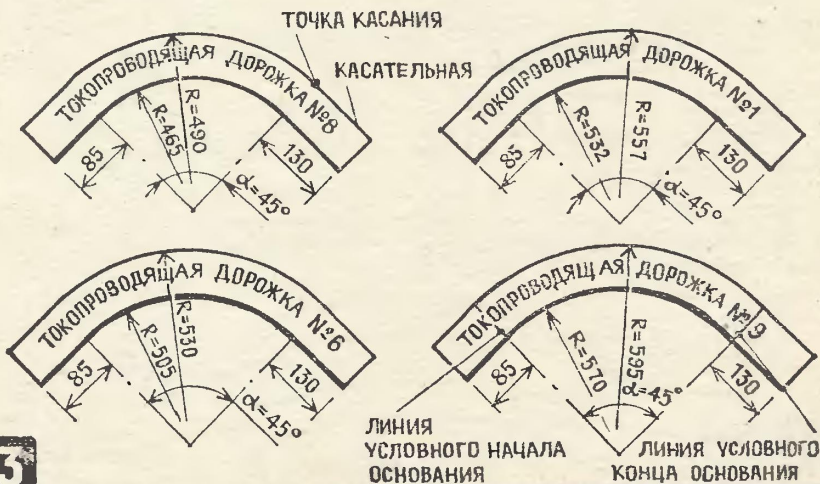 ТОЧКА КАСАНИЯ
КАСАТЕЛЬНАЯ
ТОКОПРОВОДЯЩАЯ ДОРОЖКА №8
R=490
R=465
85
130
α=45°
ТОКОПРОВОДЯЩАЯ ДОРОЖКА №1
R=532
R=557
85
130
α=45°
ТОКОПРОВОДЯЩАЯ ДОРОЖКА №6
R=530
R=505
85
130
α=45°
ТОКОПРОВОДЯЩАЯ ДОРОЖКА №9
R=570
R=595
85
130
α=45°
ЛИНИЯ
УСЛОВНОГО НАЧАЛА
ОСНОВАНИЯ
ЛИНИЯ УСЛОВНОГО
КОНЦА ОСНОВАНИЯ
3